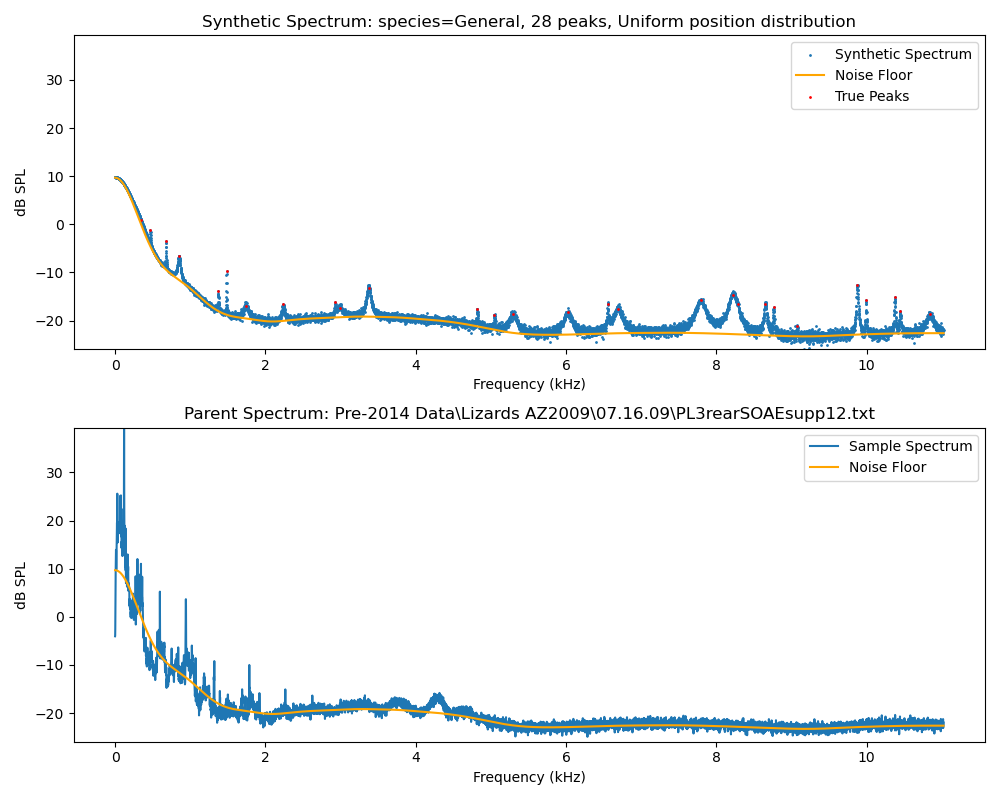 Synthetic Spectrum: species=General, 28 peaks, Uniform position distribution
dB SPL
30
20
10
0
−10
−20
Synthetic Spectrum
Noise Floor
True Peaks
0 2 4 6 8 10
Frequency (kHz)
Parent Spectrum: Pre-2014 Data\Lizards AZ2009\07.16.09\PL3rearSOAEsupp12.txt
dB SPL
30
20
10
0
−10
−20
Sample Spectrum
Noise Floor
0 2 4 6 8 10
Frequency (kHz)